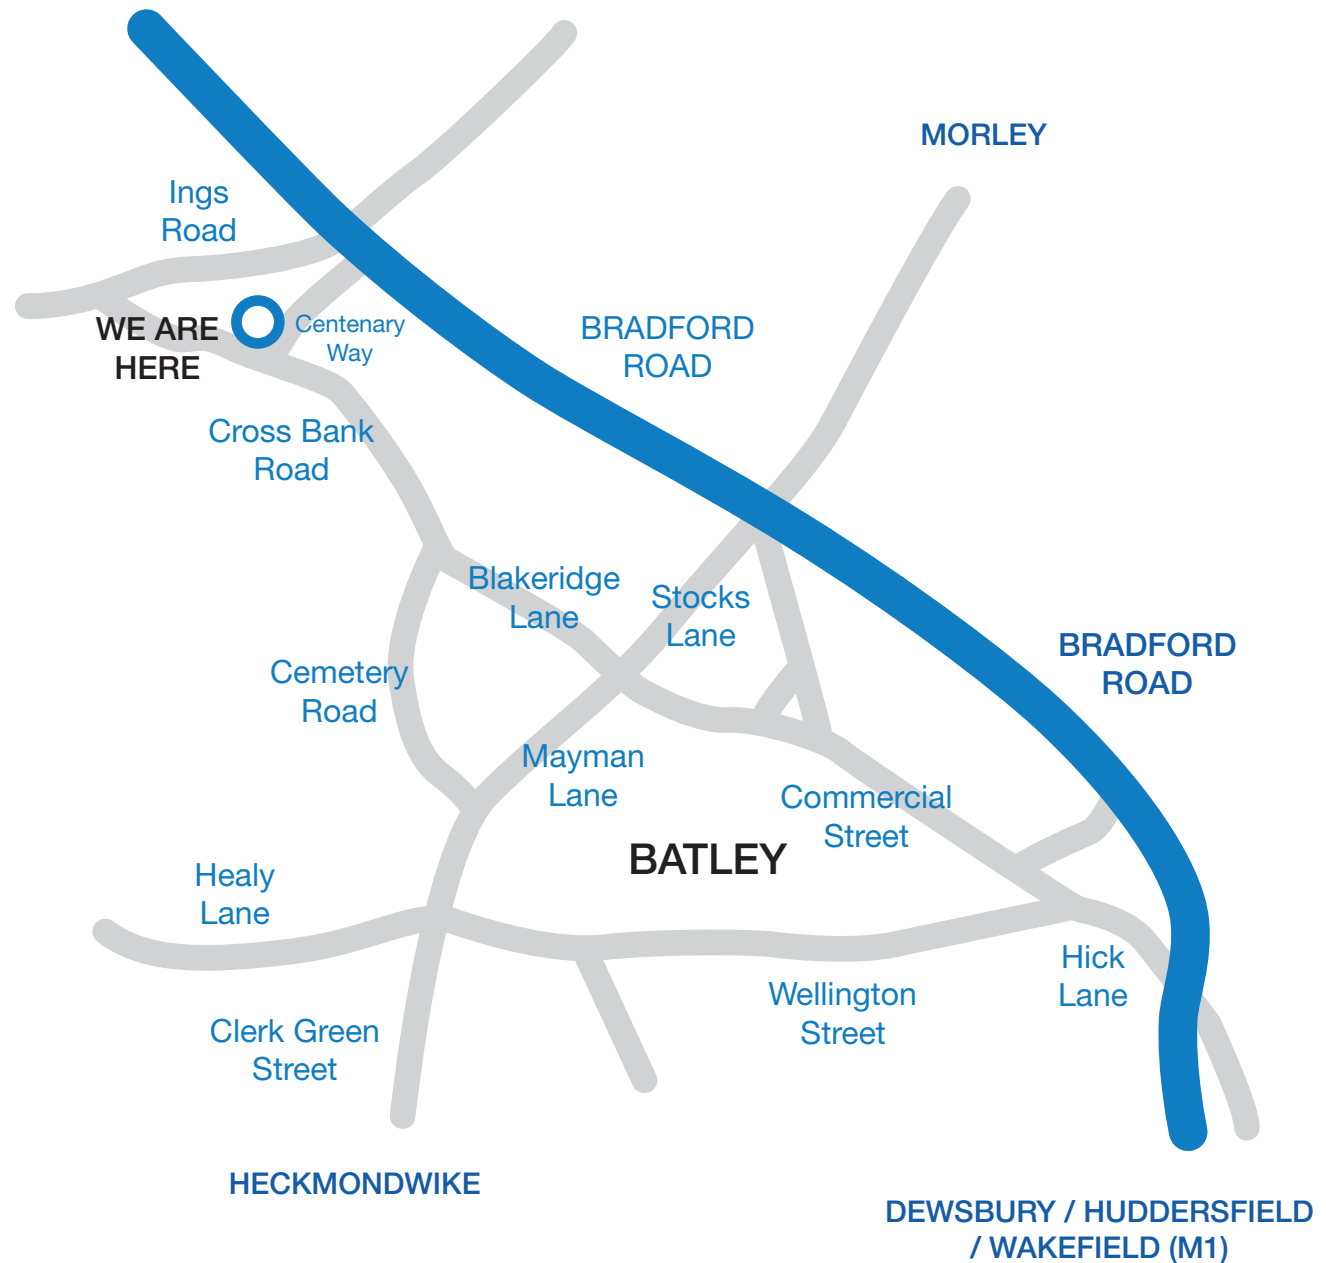 MORLEY
Ings
Road
WE ARE
HERE
Centenary
Way
BRADFORD
ROAD
Cross Bank
Road
Blakeridge
Lane
Stocks
Lane
BRADFORD
ROAD
Cemetery
Road
Mayman
Lane
Commercial
Street
BATLEY
Healy
Lane
Hick
Lane
Wellington
Street
Clerk Green
Street
HECKMONDWIKE
DEWSBURY / HUDDERSFIELD
/ WAKEFIELD (M1)